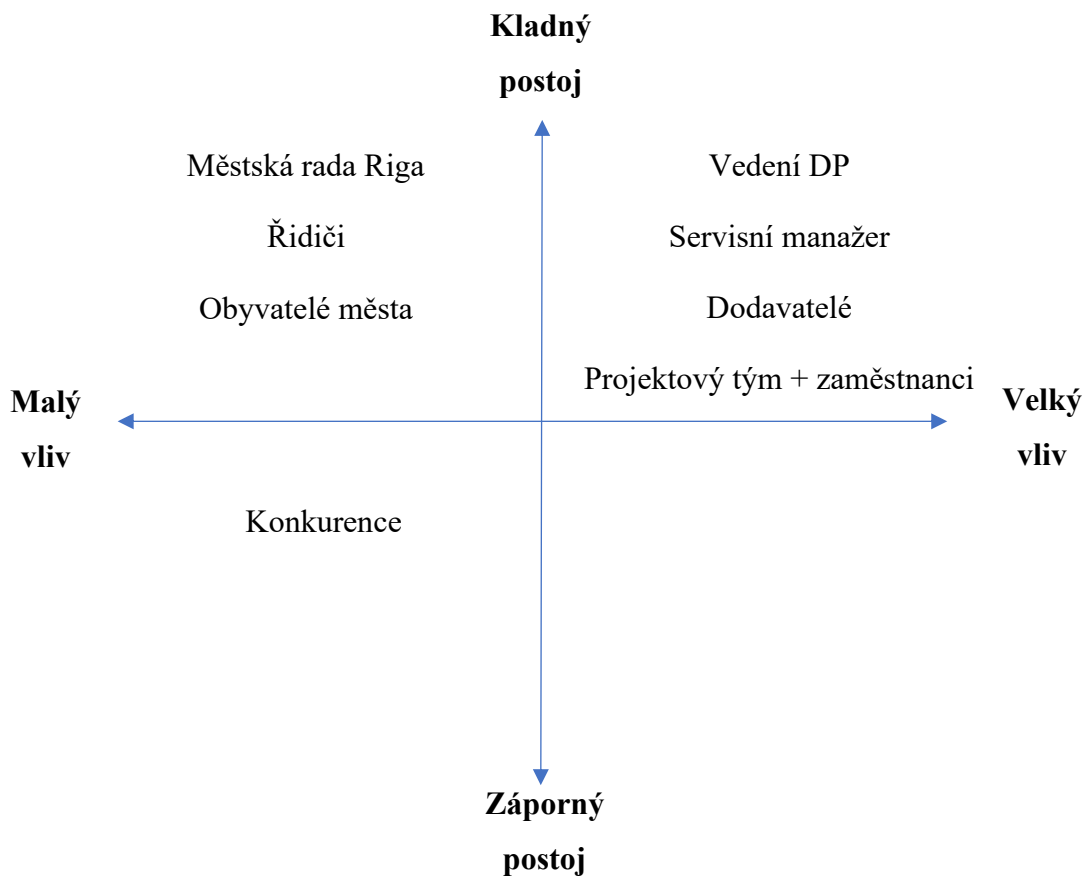 Kladný
postoj
Městská rada Riga
Vedení DP
Řidiči
Servisní manažer
Obyvatelé města
Dodavatelé
Projektový tým + zaměstnanci
Malý
vliv
Velký
vliv
Konkurence
Záporný
postoj